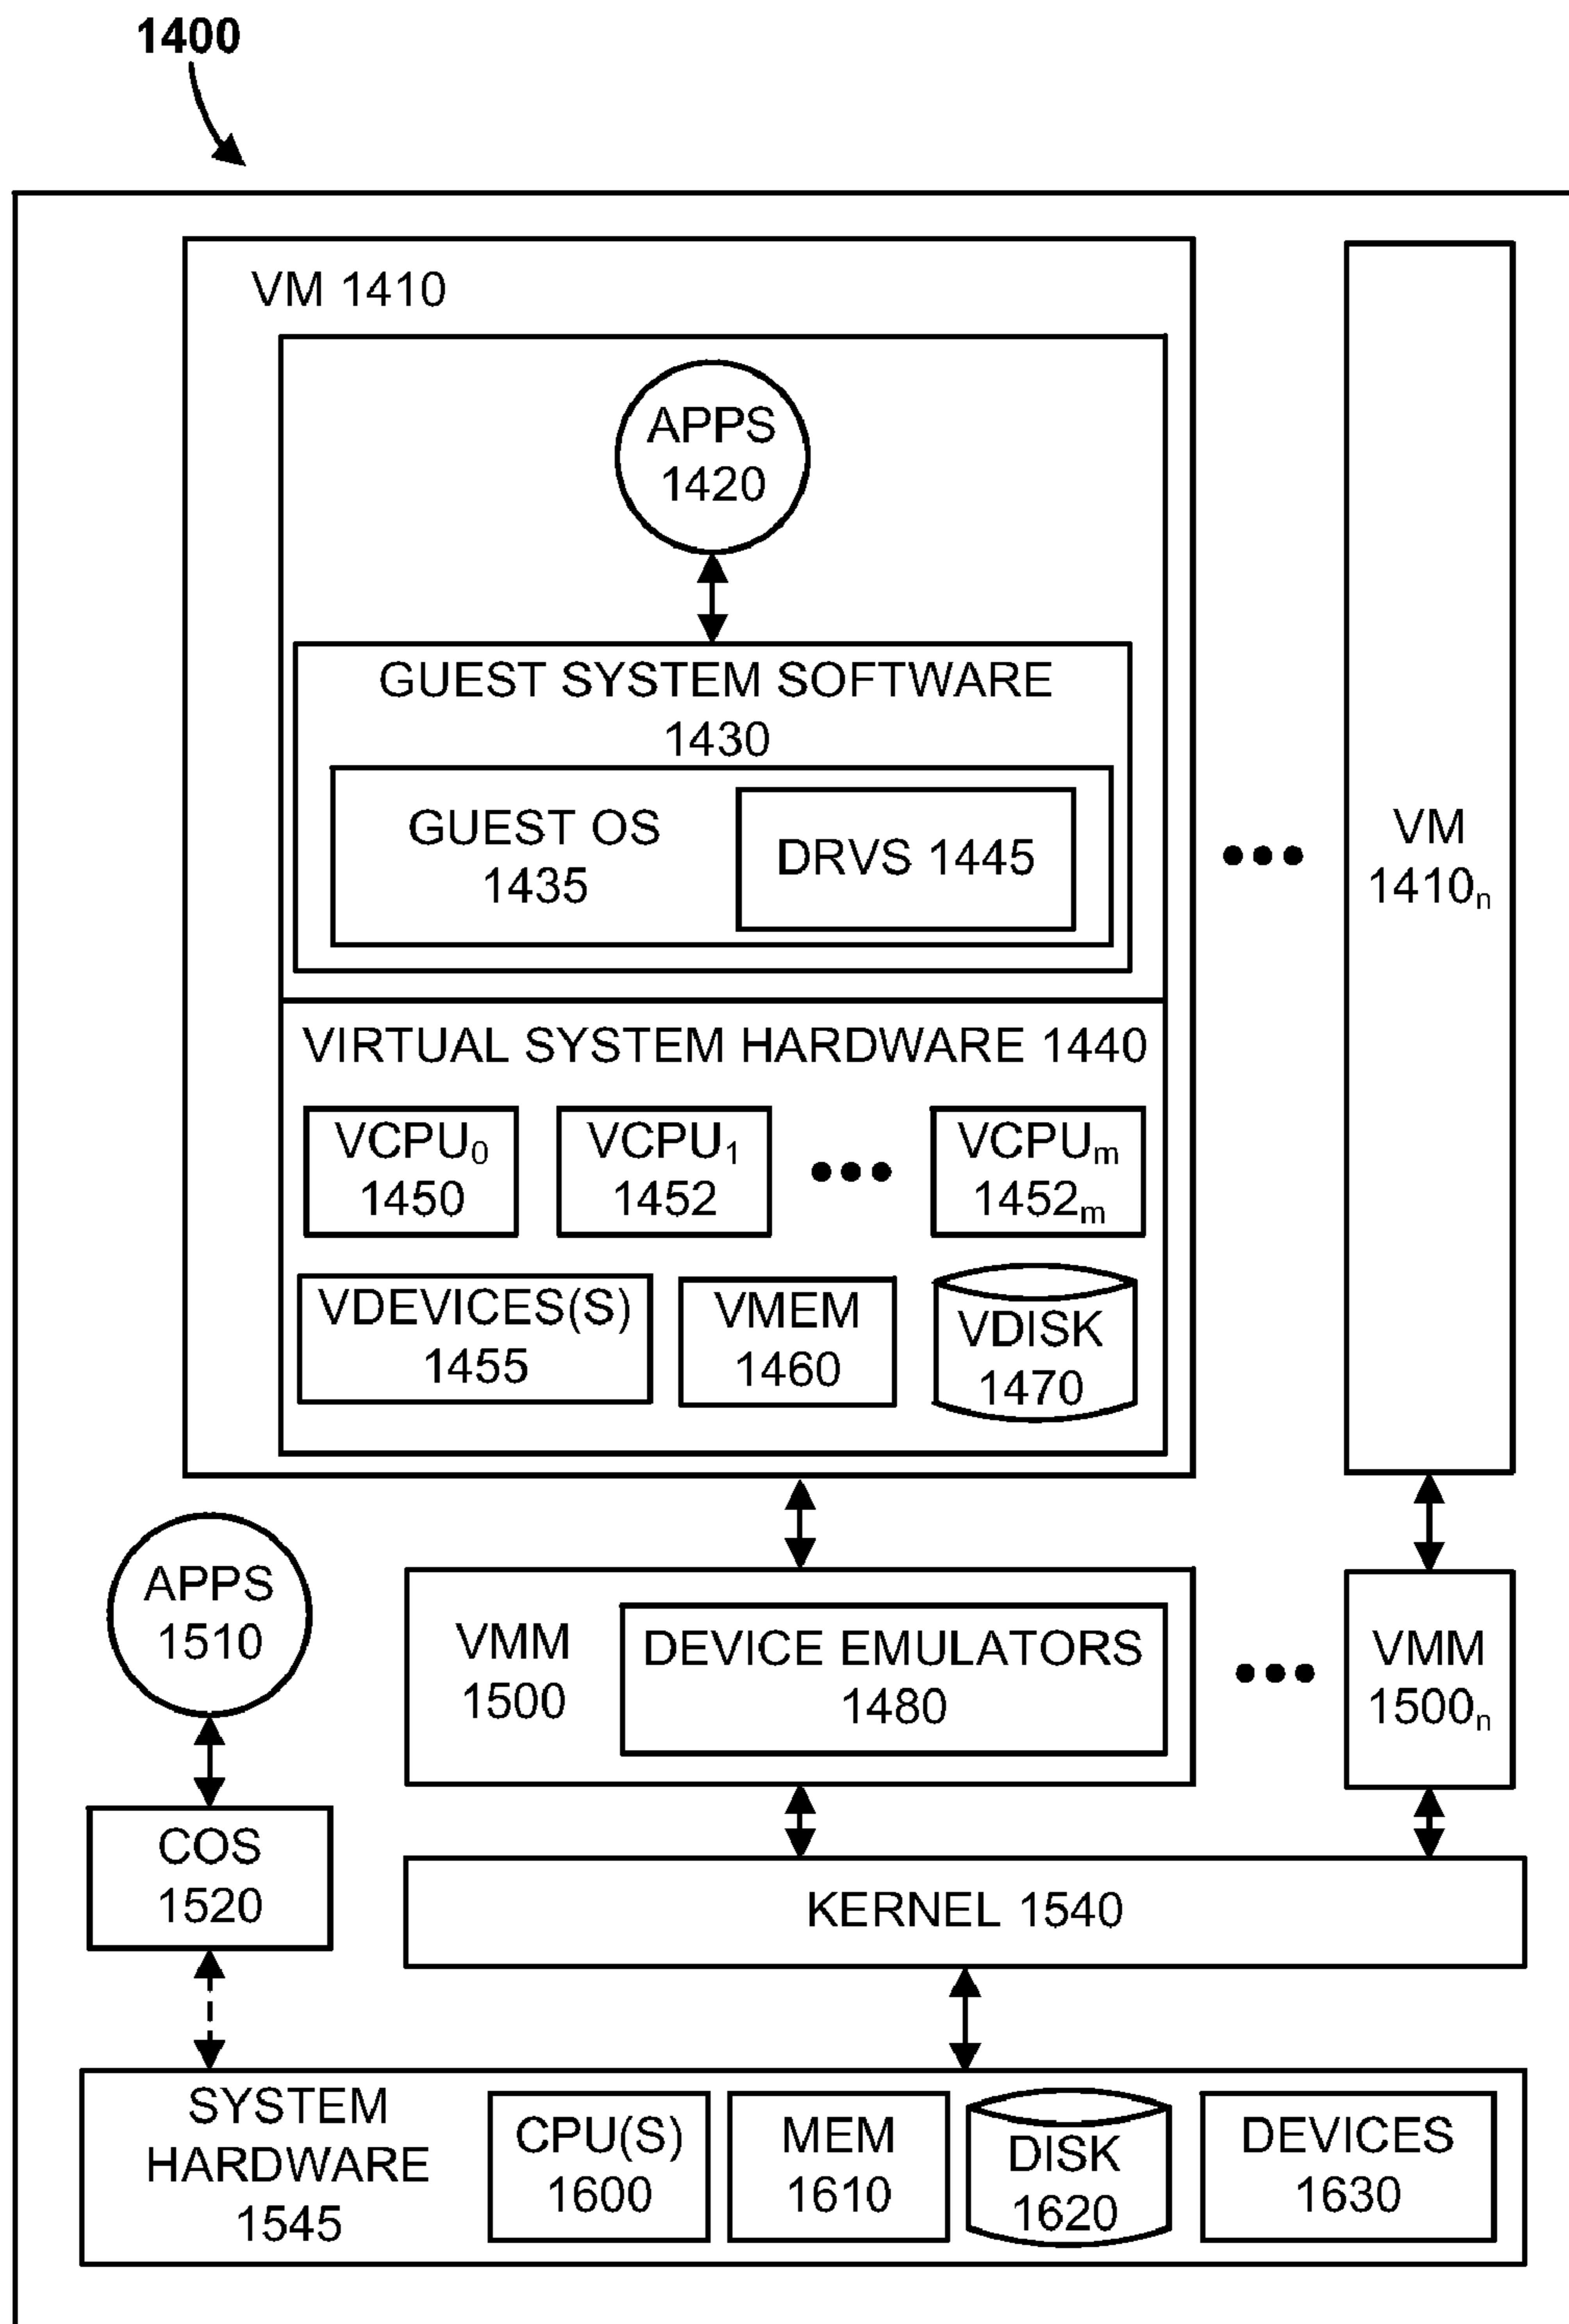 1400
VM 1410
APPS
1420
GUEST SYSTEM SOFTWARE
1430
GUEST OS
1435
DRVS 1445
VM
1410n
VIRTUAL SYSTEM HARDWARE 1440
VCPU0
1450
VCPU1
1452
VCPUm
1452m
VDEVICES(S)
1455
VMEM
1460
VDISK
1470
APPS
1510
VMM
1500
DEVICE EMULATORS
1480
VMM
1500n
COS
1520
KERNEL 1540
SYSTEM
HARDWARE
1545
CPU(S)
1600
MEM
1610
DISK
1620
DEVICES
1630